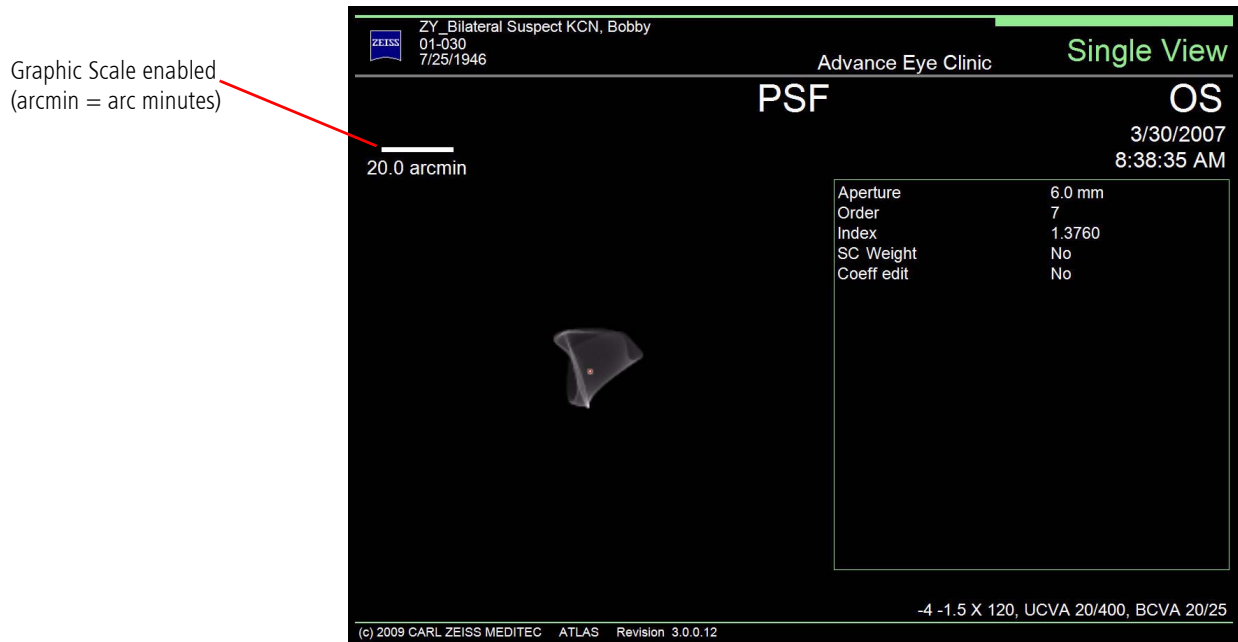 Graphic Scale enabled
(arcmin = arc minutes)
ZEISS
ZY_Bilateral Suspect KCN, Bobby
01-030
7/25/1946
Advance Eye Clinic
Single View
PSF
OS
3/30/2007
8:38:35 AM
20.0 arcmin
Aperture 6.0 mm
Order 7
Index 1.3760
SC Weight No
Coeff edit No
-4 -1.5 X 120, UCVA 20/400, BCVA 20/25
(c) 2009 CARL ZEISS MEDITEC ATLAS Revision 3.0.0.12